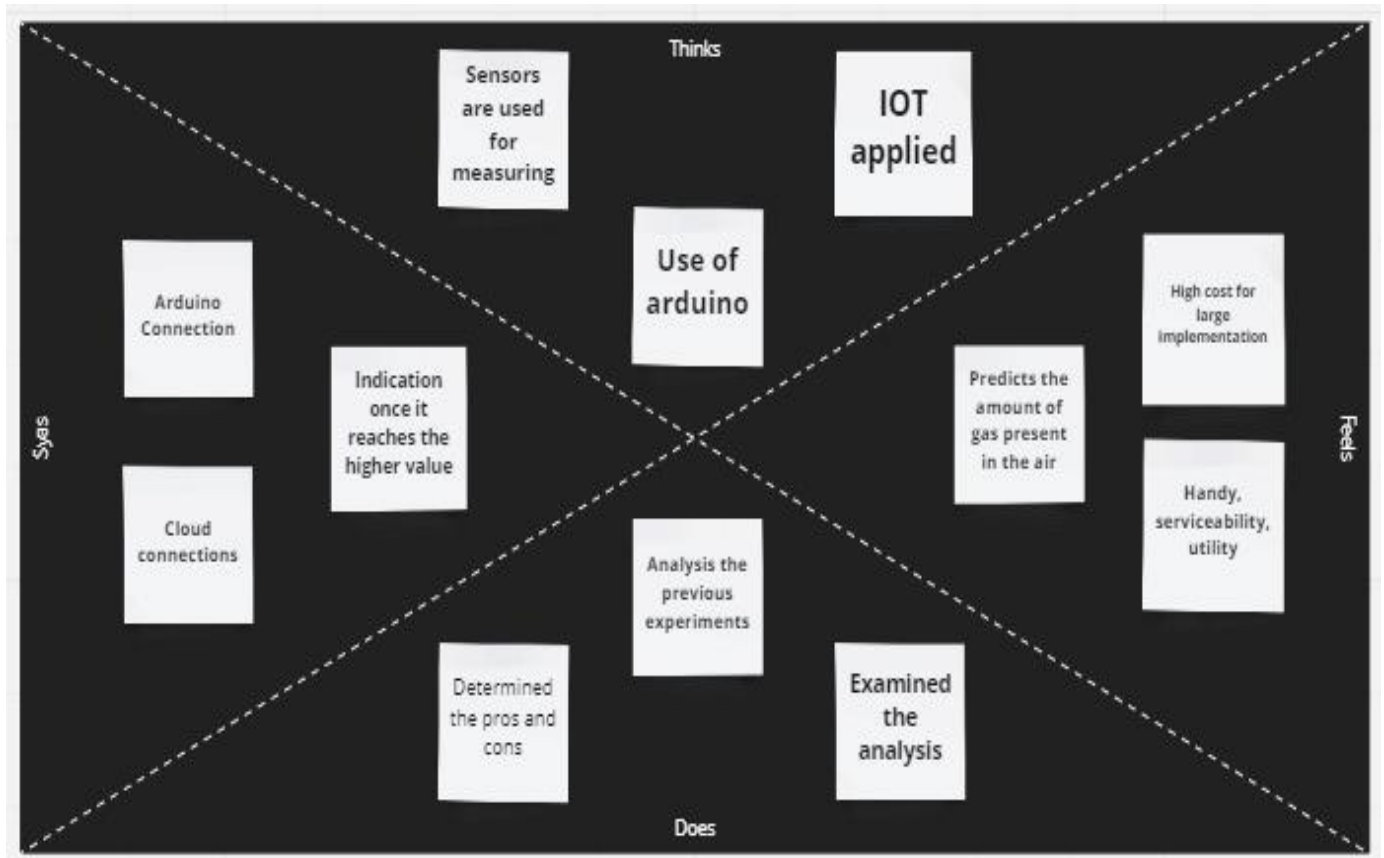 Thinks
Sensors
are used
for
measuring
IOT
applied
Use of
arduino
Syas
Arduino
Connection
Indication
once it
reaches the
higher value
Cloud
connections
High cost for
large
implementation
Predicts the
amount of
gas present
in the air
Feels
Handy,
serviceability,
utility
Analysis the
previous
experiments
Determined
the pros and
cons
Examined
the
analysis
Does